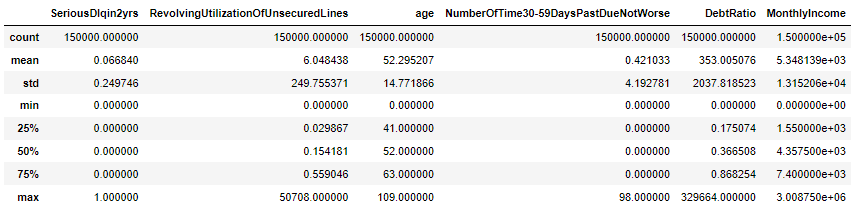 SeriousDlqin2yrs RevolvingUtilizationOfUnsecuredLines age NumberOfTime30-59DaysPastDueNotWorse DebtRatio MonthlyIncome
count 150000.000000 150000.000000 150000.000000 150000.000000 150000.000000 1.500000e+05
mean 0.066840 6.048438 52.295207 0.421033 353.005076 5.348139e+03
std 0.249746 249.755371 14.771866 4.192781 2037.818523 1.315206e+04
min 0.000000 0.000000 0.000000 0.000000 0.000000 0.000000e+00
25% 0.000000 0.029867 41.000000 0.000000 0.175074 1.550000e+03
50% 0.000000 0.154181 52.000000 0.000000 0.366508 4.357500e+03
75% 0.000000 0.559046 63.000000 0.000000 0.868254 7.400000e+03
max 1.000000 50708.000000 109.000000 98.000000 329664.000000 3.008750e+06